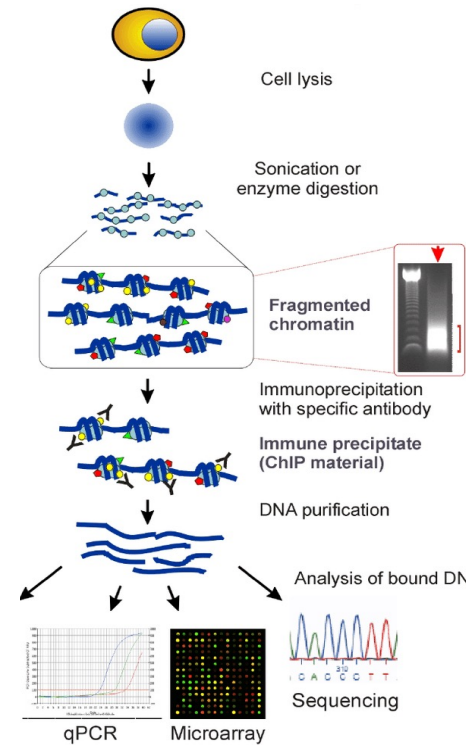 Cell lysis
Sonication or
enzyme digestion
Fragmented
chromatin
Immunoprecipitation
with specific antibody
Immune precipitate
(ChIP material)
DNA purification
Analysis of bound DN
310
G A G C C T T
Sequencing
qPCR
Microarray